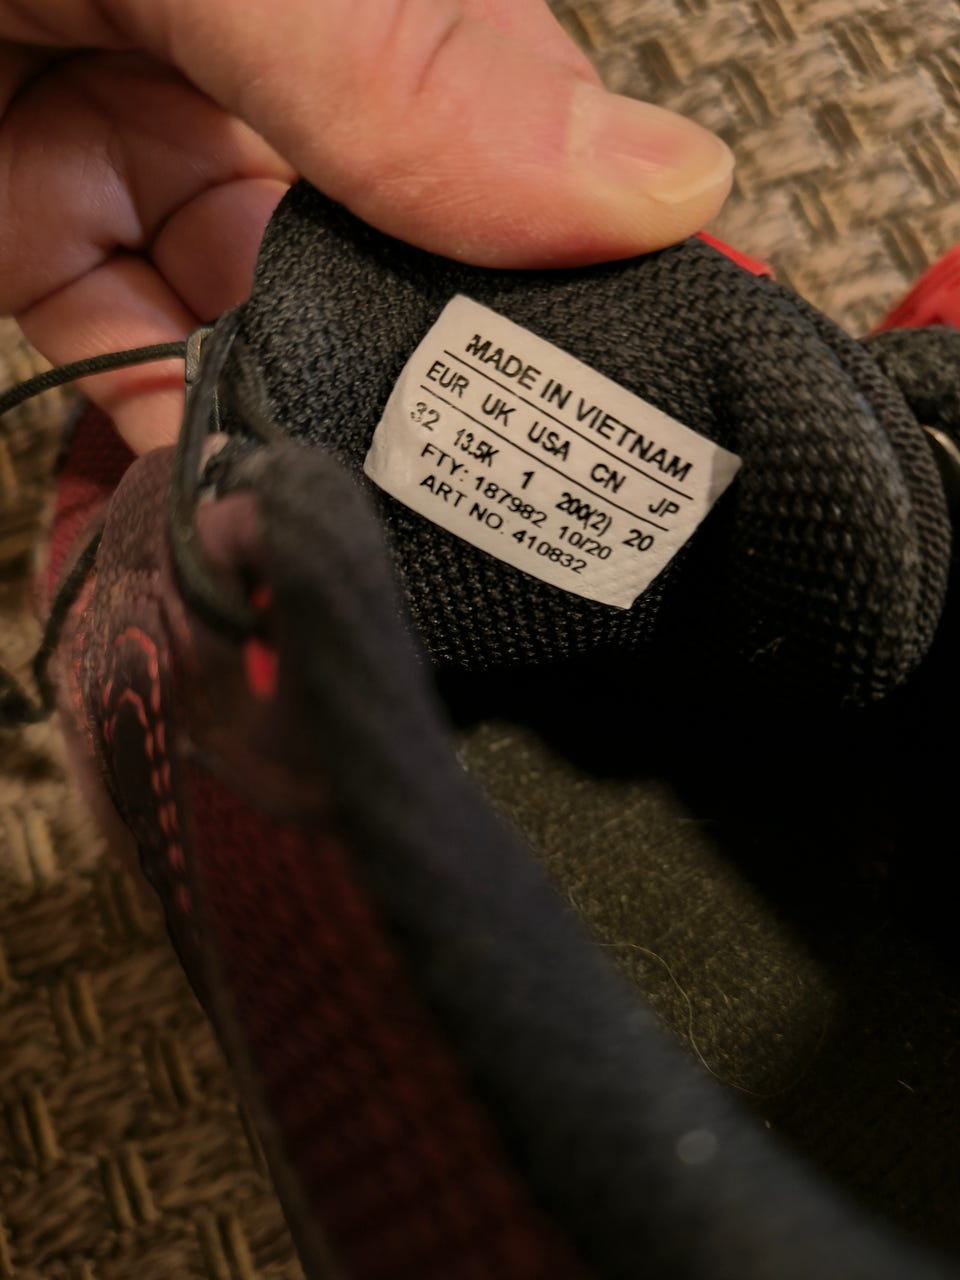 MADE IN VIETNAM
EUR UK USA CN JP
32 13.5K 1 200(2) 20
FTY: 187982 10/20
ART NO. 410832